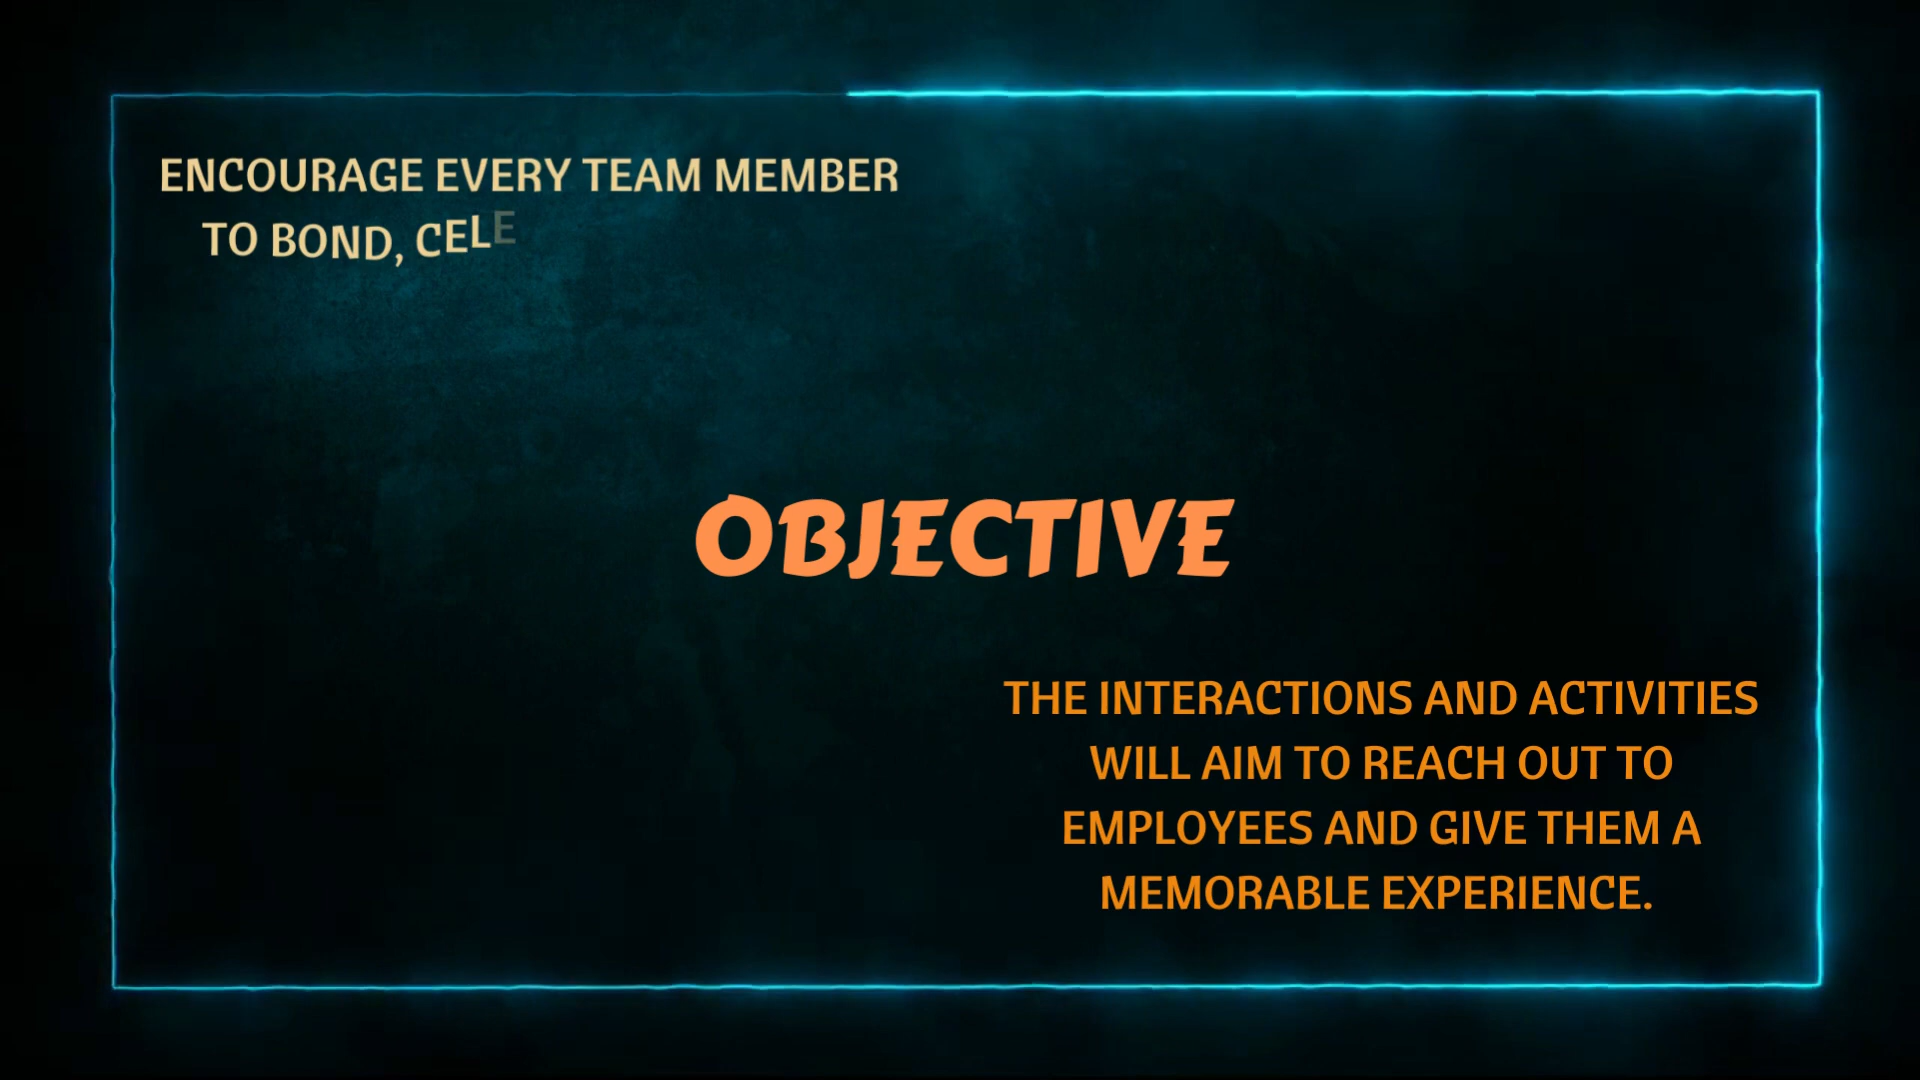 ENCOURAGE EVERY TEAM MEMBER
TO BOND, CELE
OBJECTIVE
THE INTERACTIONS AND ACTIVITIES
WILL AIM TO REACH OUT TO
EMPLOYEES AND GIVE THEM A
MEMORABLE EXPERIENCE.